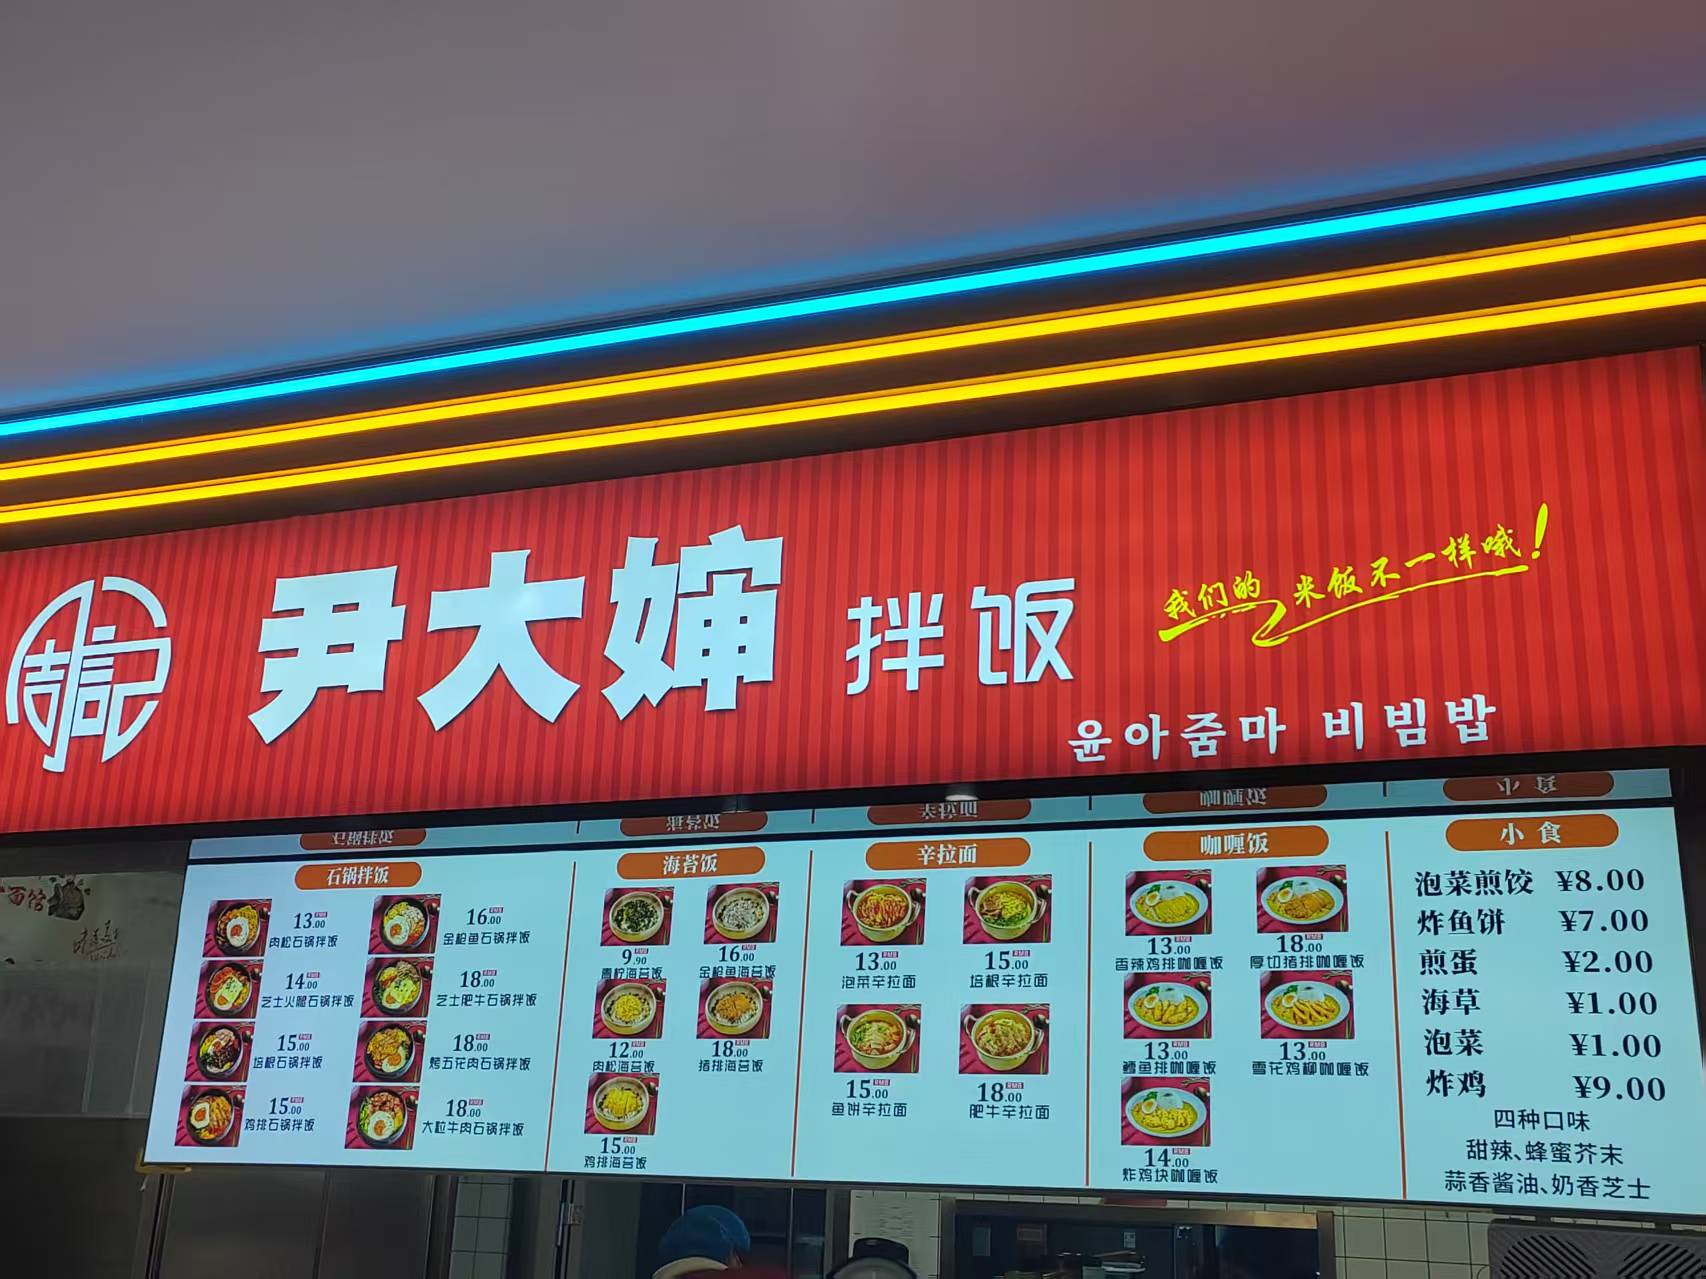 尹大婶 拌饭
我们的米饭不一样哦!
윤아줌마 비빔밥
石锅拌饭
13.00
肉松石锅拌饭
16.00
金枪鱼石锅拌饭
14.00
芝士火腿石锅拌饭
18.00
芝士肥牛石锅拌饭
15.00
培根石锅拌饭
18.00
烤五花肉石锅拌饭
15.00
鸡排石锅拌饭
18.00
大粒牛肉石锅拌饭
海苔饭
9.90
青柠海苔饭
16.00
金枪鱼海苔饭
12.00
肉松海苔饭
18.00
猪排海苔饭
15.00
鸡排海苔饭
辛拉面
13.00
泡菜辛拉面
15.00
培根辛拉面
15.00
鱼饼辛拉面
18.00
肥牛辛拉面
咖喱饭
13.00
香辣鸡排咖喱饭
18.00
厚切猪排咖喱饭
13.00
鳕鱼排咖喱饭
13.00
雪花鸡柳咖喱饭
14.00
炸鸡块咖喱饭
小食
泡菜煎饺 ¥8.00
炸鱼饼 ¥7.00
煎蛋 ¥2.00
海草 ¥1.00
泡菜 ¥1.00
炸鸡 ¥9.00
四种口味
甜辣、蜂蜜芥末
蒜香酱油、奶香芝士